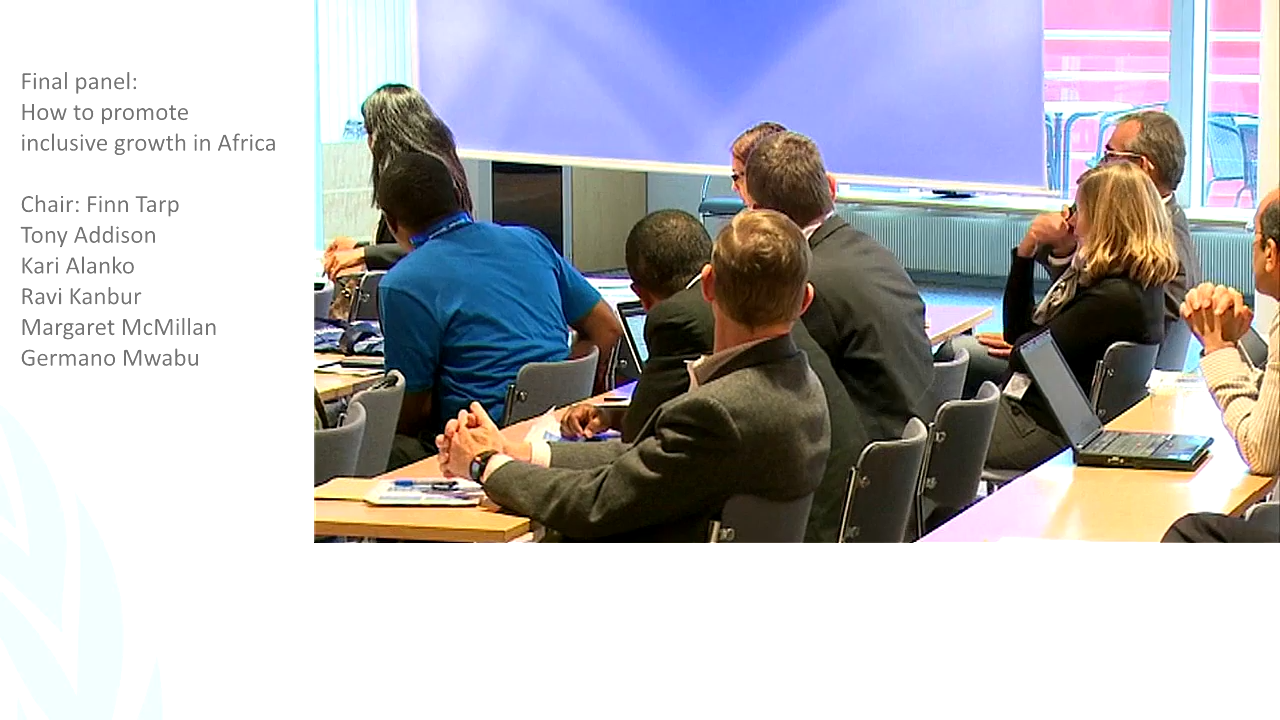 Final panel:
How to promote
inclusive growth in Africa
Chair: Finn Tarp
Tony Addison
Kari Alanko
Ravi Kanbur
Margaret McMillan
Germano Mwabu